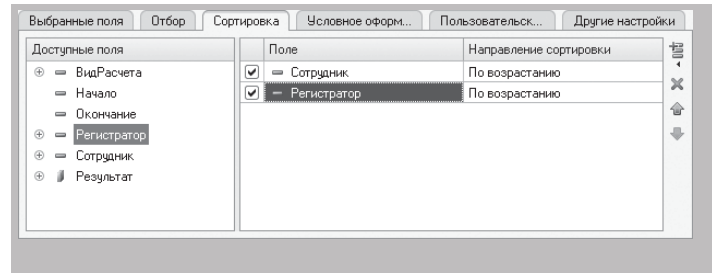 Выбранные поля Отбор Сортировка Условное оформ... Пользовательск... Другие настройки
Доступные поля Поле Направление сортировки
ВидРасчета Сотрудник По возрастанию
Начало Регистратор По возрастанию
Окончание
Регистратор
Сотрудник
Результат